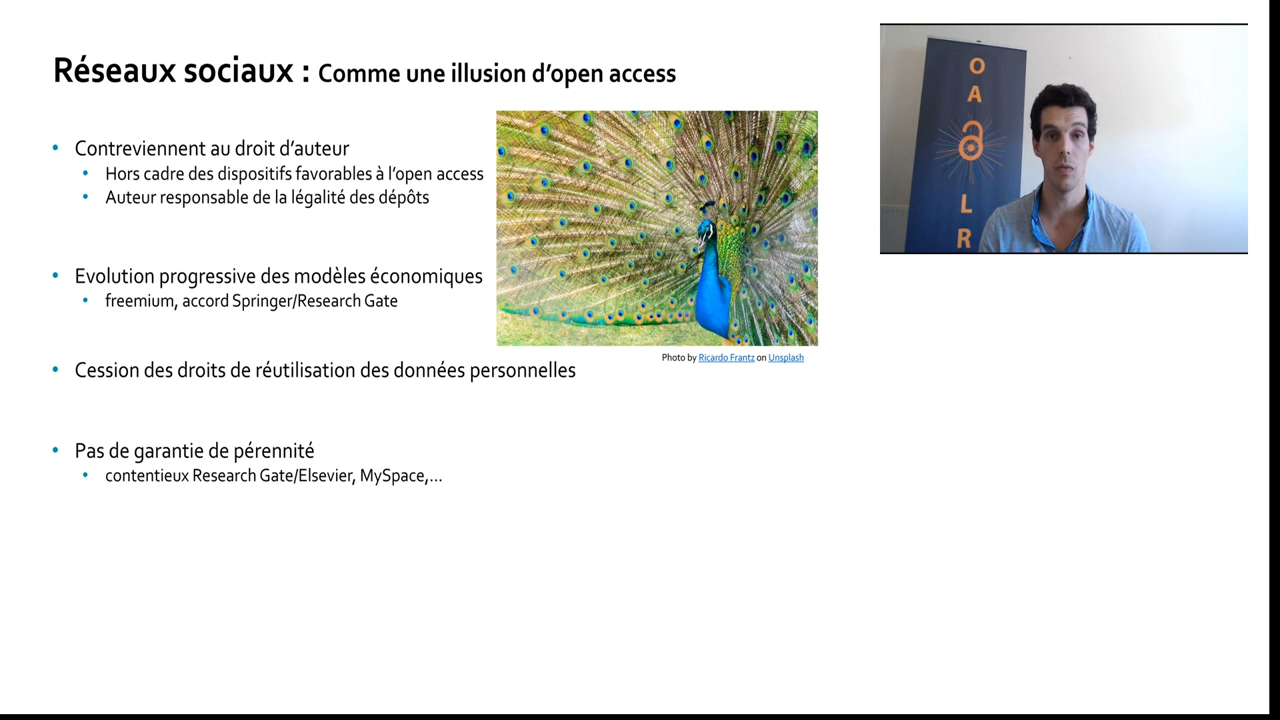 Réseaux sociaux : Comme une illusion d'open access
• Contreviennent au droit d'auteur
• Hors cadre des dispositifs favorables à l'open access
• Auteur responsable de la légalité des dépôts
• Evolution progressive des modèles économiques
• freemium, accord Springer/Research Gate
Photo by Ricardo Frantz on Unsplash
• Cession des droits de réutilisation des données personnelles
• Pas de garantie de pérennité
• contentieux Research Gate/Elsevier, MySpace,...
O
A
L
R